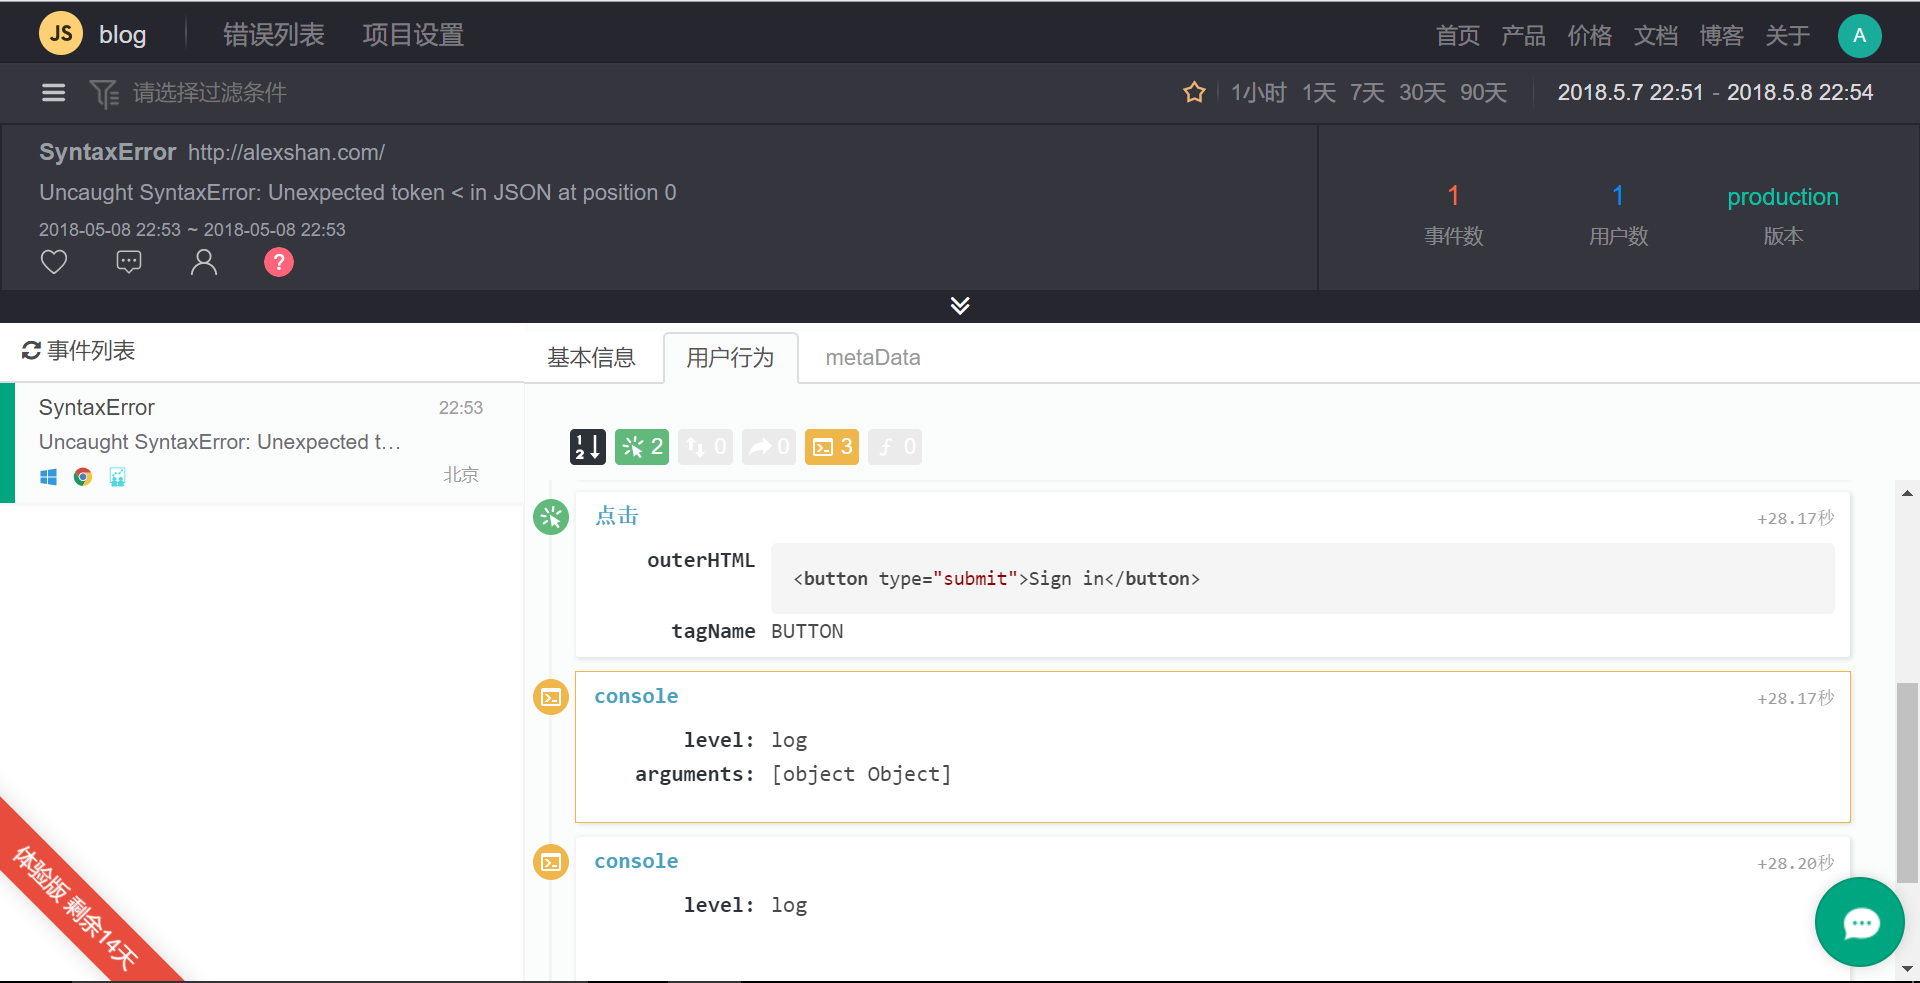 JS blog 错误列表 项目设置 首页 产品 价格 文档 博客 关于 A
请选择过滤条件 1小时 1天 7天 30天 90天 2018.5.7 22:51 - 2018.5.8 22:54
SyntaxError http://alexshan.com/
Uncaught SyntaxError: Unexpected token < in JSON at position 0
2018-05-08 22:53 ~ 2018-05-08 22:53
?
1 1 production
事件数 用户数 版本
事件列表
SyntaxError 22:53
Uncaught SyntaxError: Unexpected t…
北京
基本信息 用户行为 metaData
1 2 2 0 0 3 f 0
点击 +28.17秒
outerHTML <button type="submit">Sign in</button>
tagName BUTTON
console +28.17秒
level: log
arguments: [object Object]
console +28.20秒
level: log
体验版 剩余14天